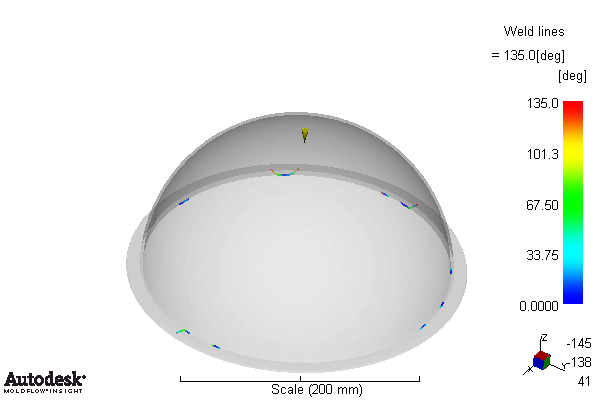 Weld lines
= 135.0[deg]
[deg]
135.0
101.3
67.50
33.75
0.0000
Z
Y
X
-145
-138
41
Autodesk®
MOLDFLOW® INSIGHT
Scale (200 mm)